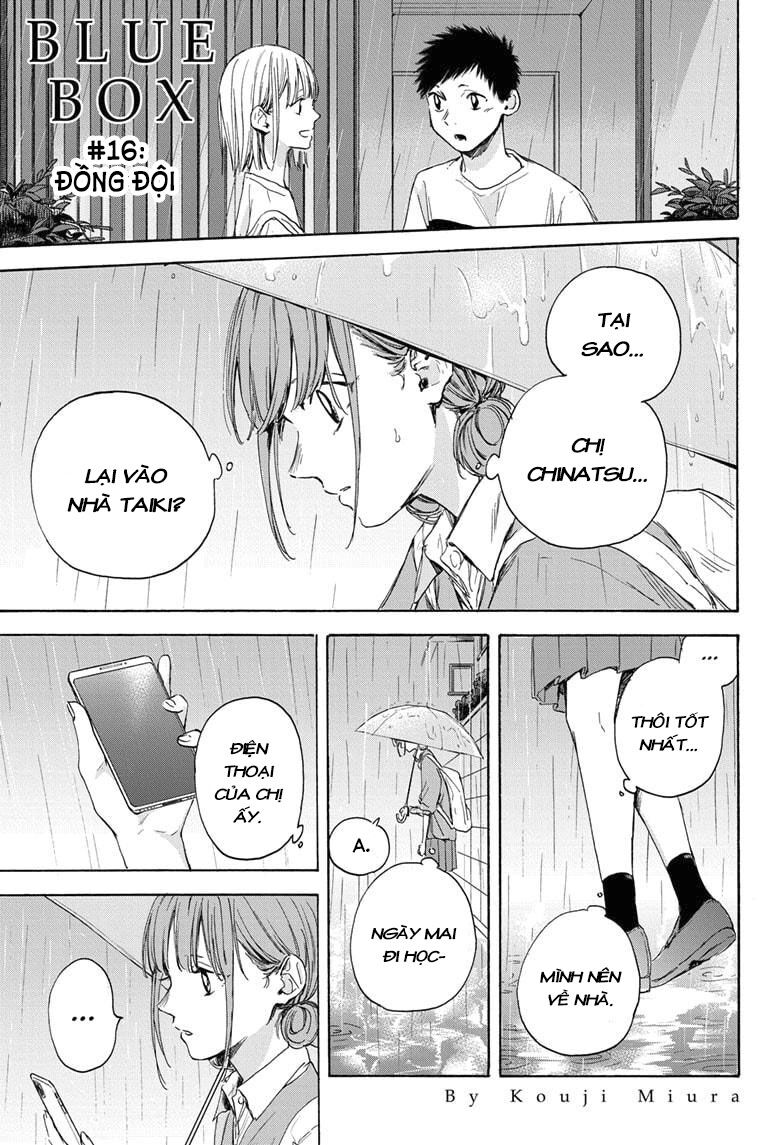 BLUE
BOX
#16:
ĐỒNG ĐỘI
TẠI
SAO...
CHỊ
CHINATSU...
LẠI VÀO
NHÀ TAIKI?
...
THÔI TỐT
NHẤT...
MÌNH NÊN
VỀ NHÀ.
A.
NGÀY MAI
ĐI HỌC-
ĐIỆN
THOẠI
CỦA CHỊ
ẤY.
...
By Kouji Miura